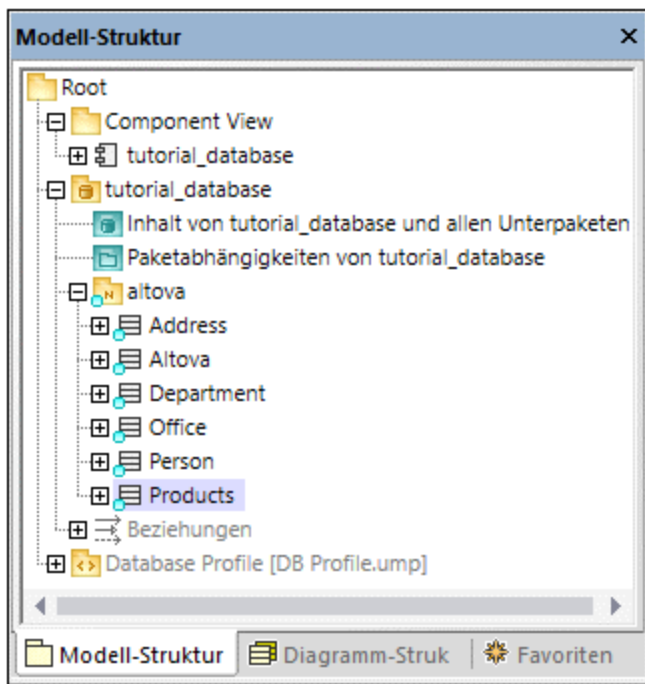 Modell-Struktur
Root
Component View
tutorial_database
tutorial_database
Inhalt von tutorial_database und allen Unterpaketen
Paketabhängigkeiten von tutorial_database
altova
Address
Altova
Department
Office
Person
Products
Beziehungen
Database Profile [DB Profile.ump]
Modell-Struktur Diagramm-Struk Favoriten